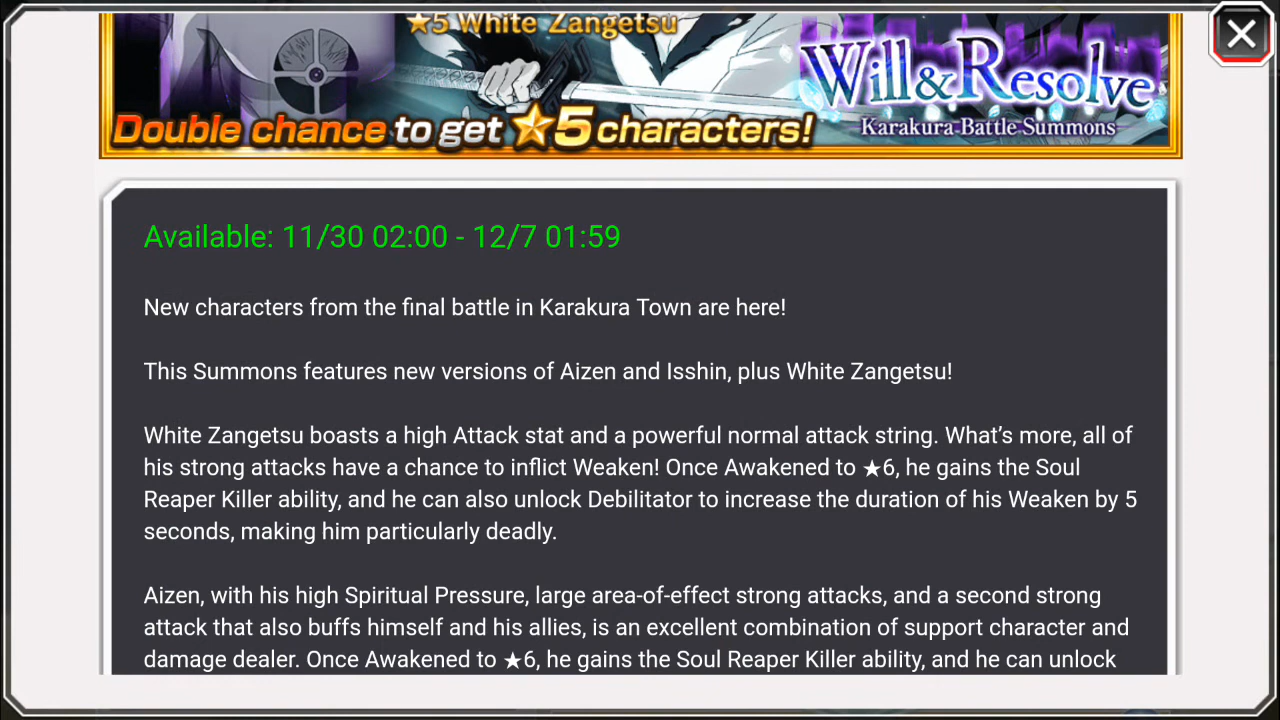 ★5 White Zangetsu
Will&Resolve
Karakura Battle Summons
Double chance to get ★5 characters!
Available: 11/30 02:00 - 12/7 01:59
New characters from the final battle in Karakura Town are here!
This Summons features new versions of Aizen and Isshin, plus White Zangetsu!
White Zangetsu boasts a high Attack stat and a powerful normal attack string. What’s more, all of
his strong attacks have a chance to inflict Weaken! Once Awakened to ★6, he gains the Soul
Reaper Killer ability, and he can also unlock Debilitator to increase the duration of his Weaken by 5
seconds, making him particularly deadly.
Aizen, with his high Spiritual Pressure, large area-of-effect strong attacks, and a second strong
attack that also buffs himself and his allies, is an excellent combination of support character and
damage dealer. Once Awakened to ★6, he gains the Soul Reaper Killer ability, and he can unlock